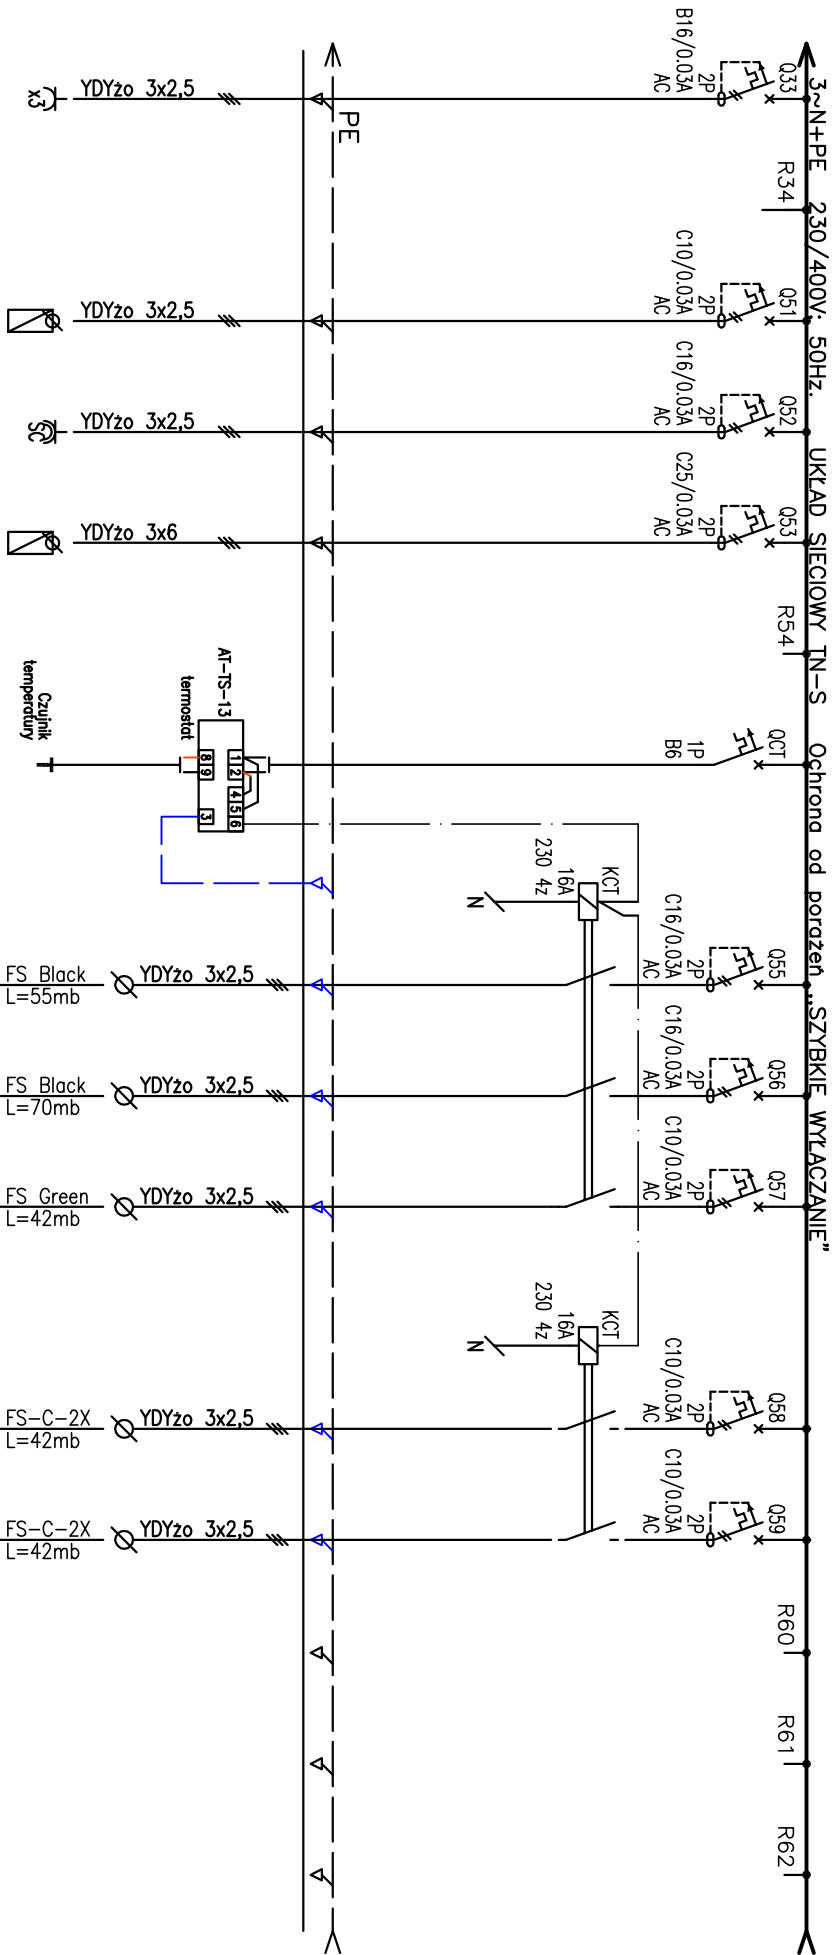 3~N+PE 230/400V; 50Hz. UKŁAD SIECIOWY TN-S Ochrona od porażeń „SZYBKIE WYŁĄCZANIE”
Q33
B16/0.03A
2P
AC
YDYżo 3x2,5
x3
PE
R34
Q51
C10/0.03A
2P
AC
YDYżo 3x2,5
Q52
C16/0.03A
2P
AC
YDYżo 3x2,5
SC
Q53
C25/0.03A
2P
AC
YDYżo 3x6
R54
QCT
1P
B6
AT-TS-13
termostat
1
2
4
5
6
8
9
3
Czujnik
temperatury
KCT
16A
230 4z
N
Q55
C16/0.03A
2P
AC
YDYżo 3x2,5
FS Black
L=55mb
Q56
C16/0.03A
2P
AC
YDYżo 3x2,5
FS Black
L=70mb
Q57
C10/0.03A
2P
AC
YDYżo 3x2,5
FS Green
L=42mb
KCT
16A
230 4z
N
Q58
C10/0.03A
2P
AC
YDYżo 3x2,5
FS-C-2X
L=42mb
Q59
C10/0.03A
2P
AC
YDYżo 3x2,5
FS-C-2X
L=42mb
R60
R61
R62